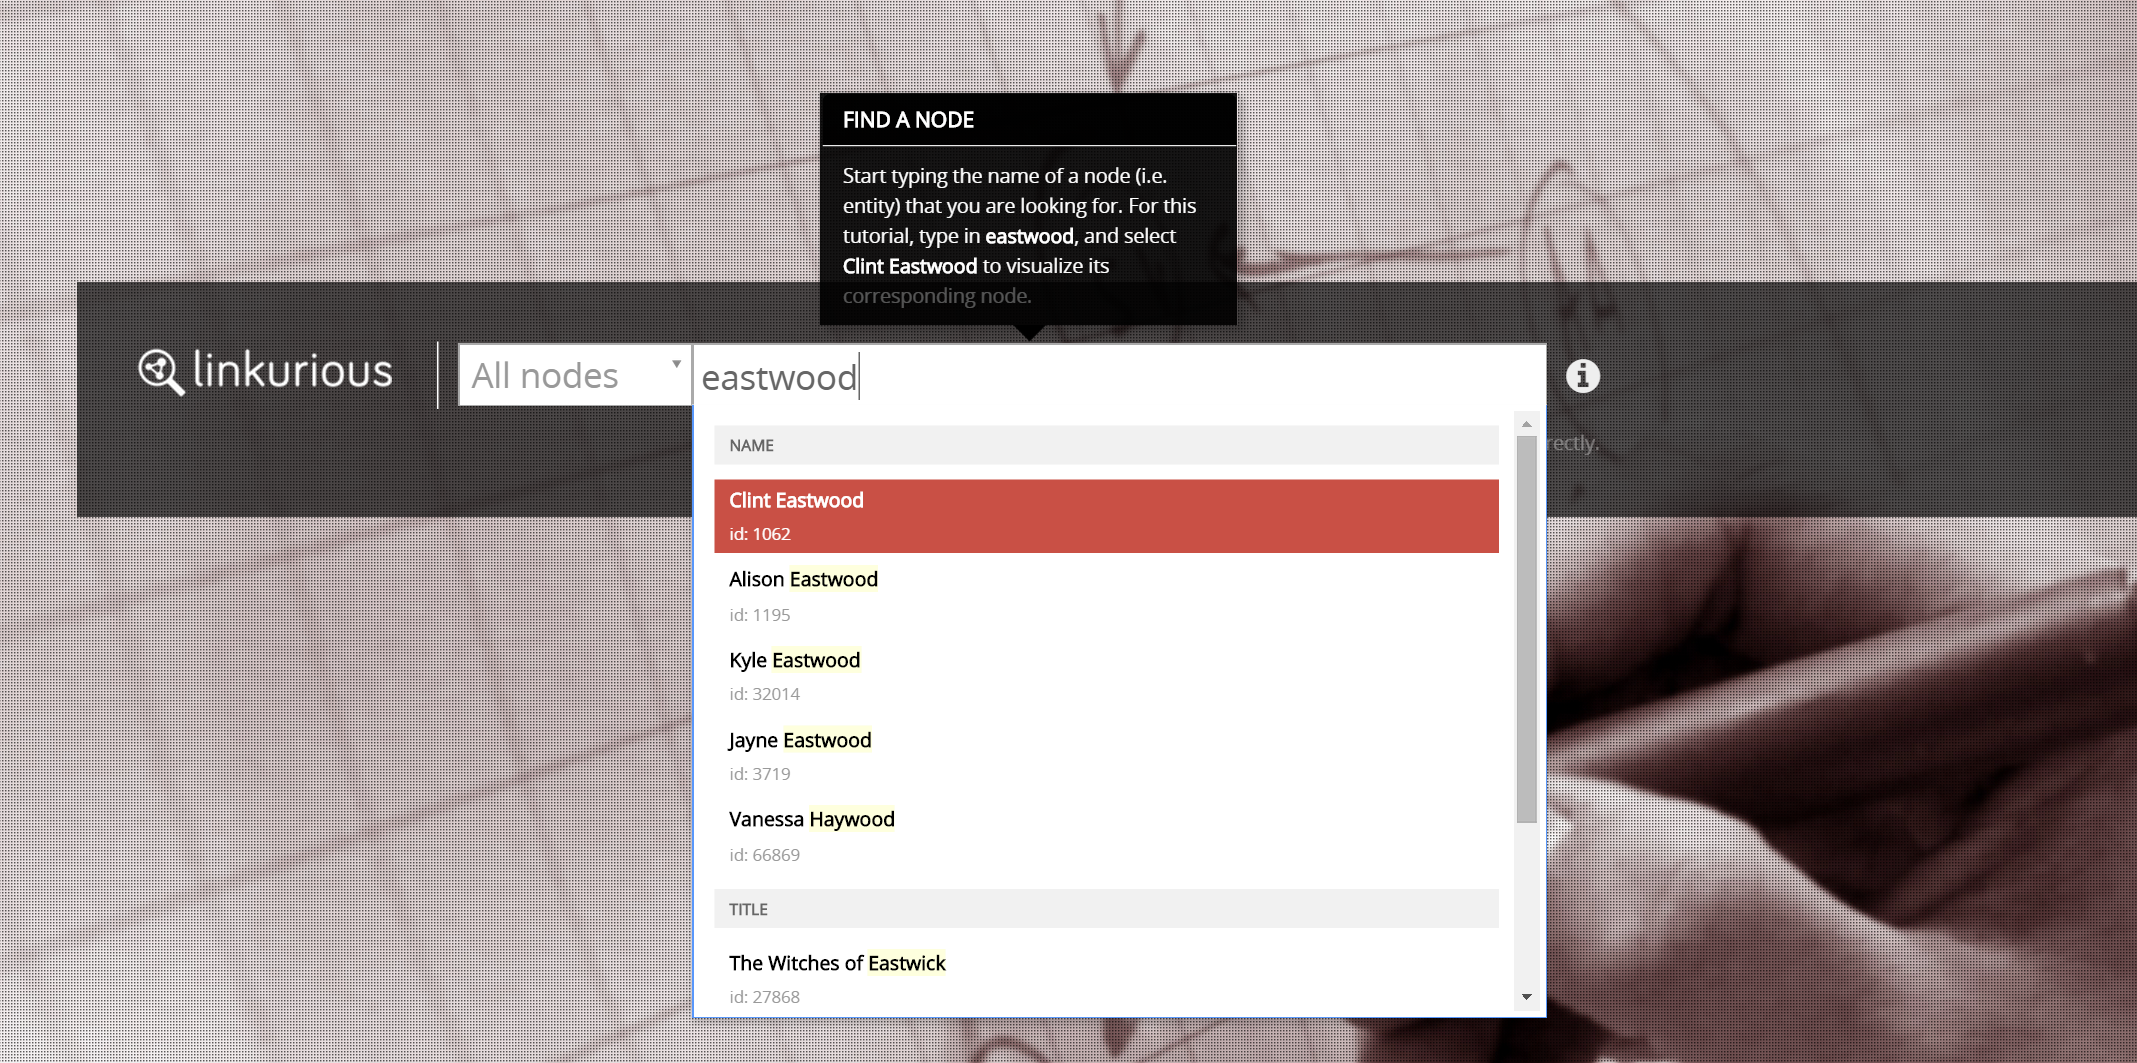 FIND A NODE
Start typing the name of a node (i.e.
entity) that you are looking for. For this
tutorial, type in eastwood, and select
Clint Eastwood to visualize its
corresponding node.
linkurious
All nodes
eastwood
rectly.
NAME
Clint Eastwood
id: 1062
Alison Eastwood
id: 1195
Kyle Eastwood
id: 32014
Jayne Eastwood
id: 3719
Vanessa Haywood
id: 66869
TITLE
The Witches of Eastwick
id: 27868